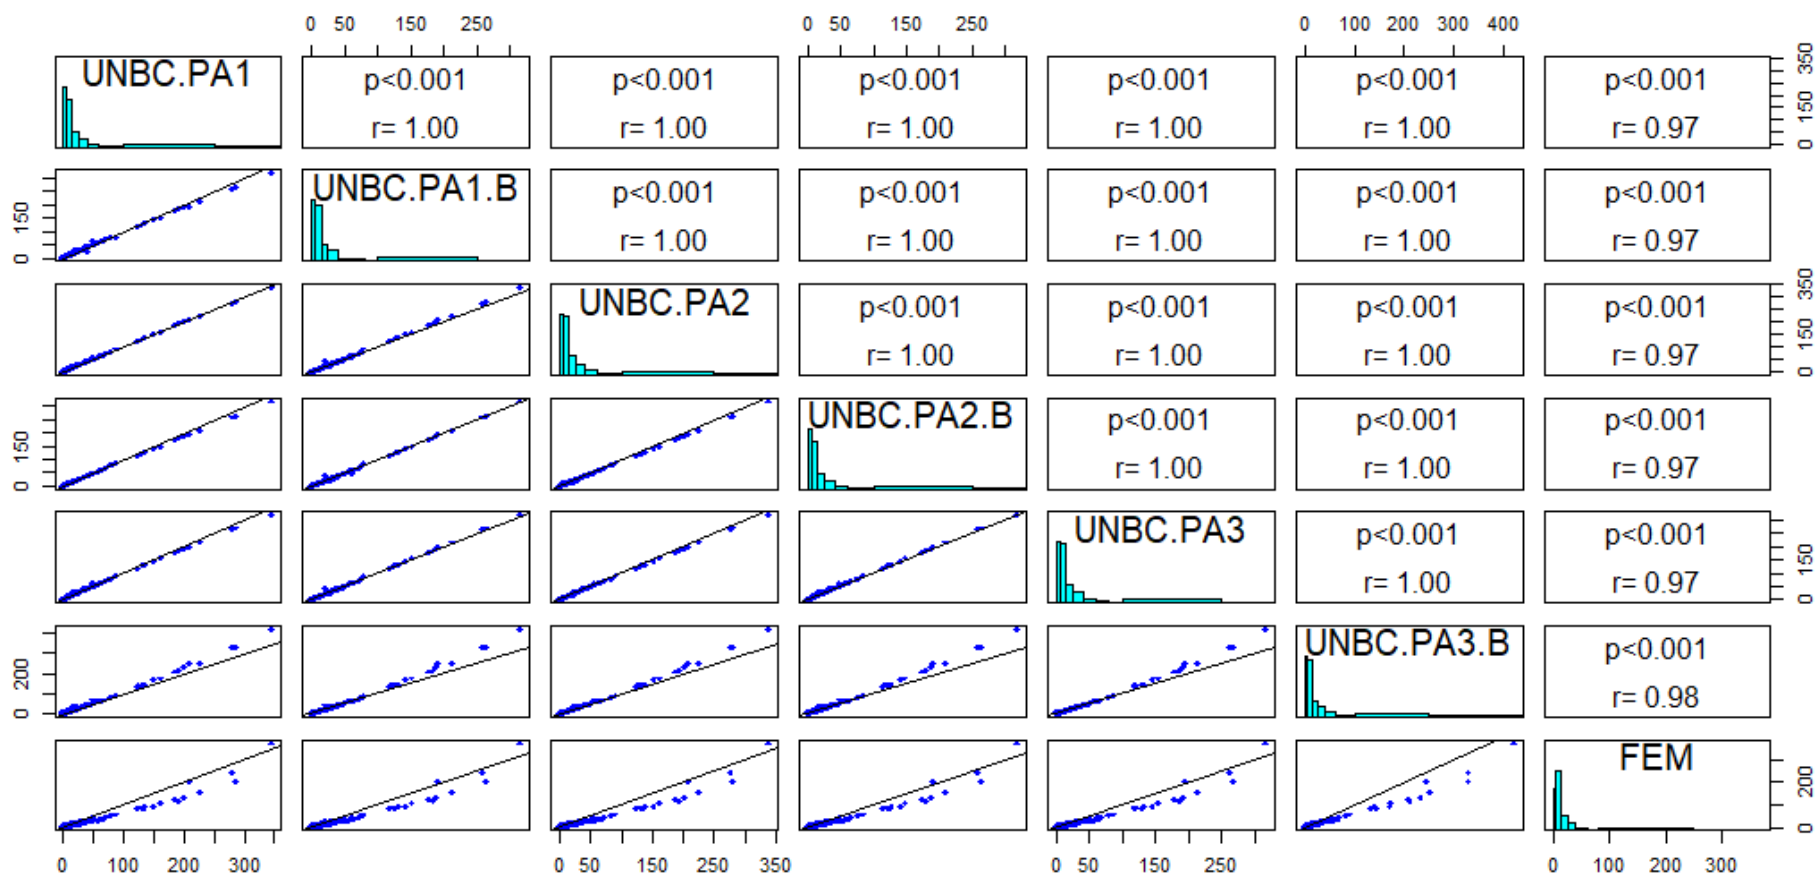 0 50 150 250 0 50 150 250 0 100 200 300 400
UNBC.PA1 p<0.001 p<0.001 p<0.001 p<0.001 p<0.001 p<0.001 350
r= 1.00 r= 1.00 r= 1.00 r= 1.00 r= 1.00 r= 0.97 150
0
UNBC.PA1.B p<0.001 p<0.001 p<0.001 p<0.001 p<0.001
150 r= 1.00 r= 1.00 r= 1.00 r= 1.00 r= 0.97
0
UNBC.PA2 p<0.001 p<0.001 p<0.001 p<0.001 350
r= 1.00 r= 1.00 r= 1.00 r= 0.97 150
0
UNBC.PA2.B p<0.001 p<0.001 p<0.001
150 r= 1.00 r= 1.00 r= 0.97
0
UNBC.PA3 p<0.001 p<0.001
r= 1.00 r= 0.97 150
0
UNBC.PA3.B p<0.001
200 r= 0.98
0
FEM
200
0
0 100 200 300 0 50 150 250 350 0 50 150 250 0 100 200 300